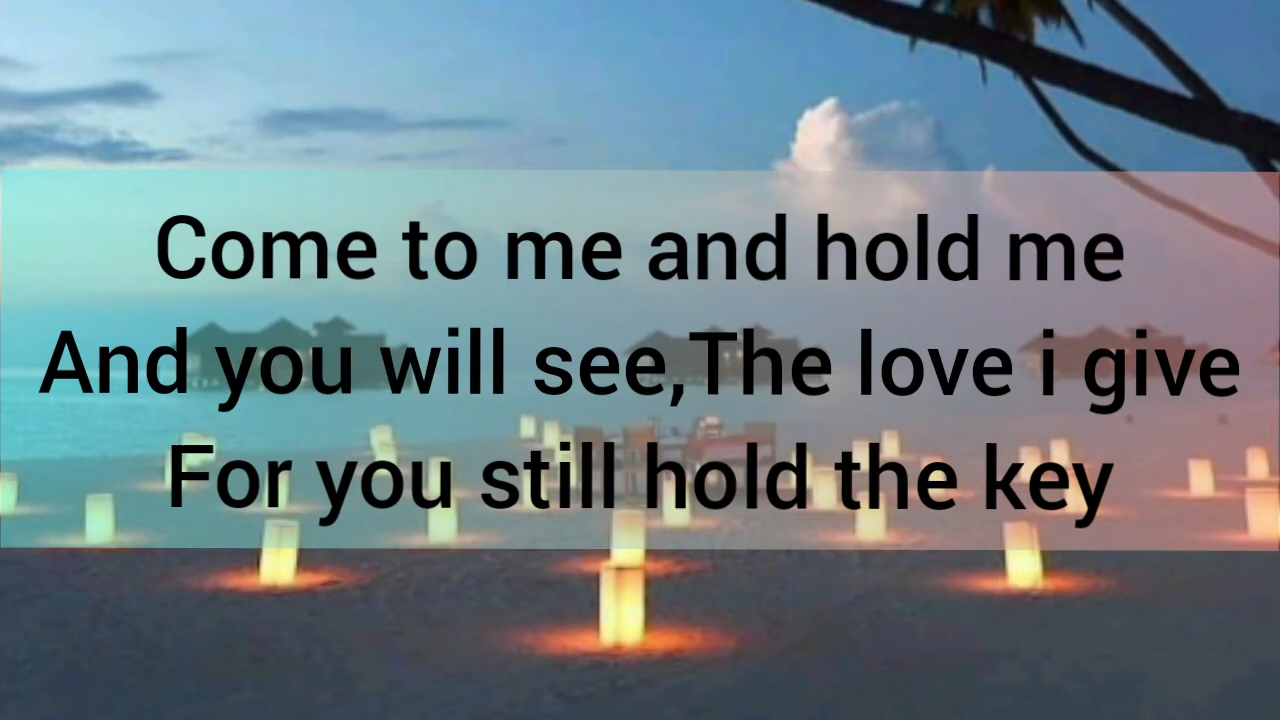 Come to me and hold me
And you will see,The love i give
For you still hold the key